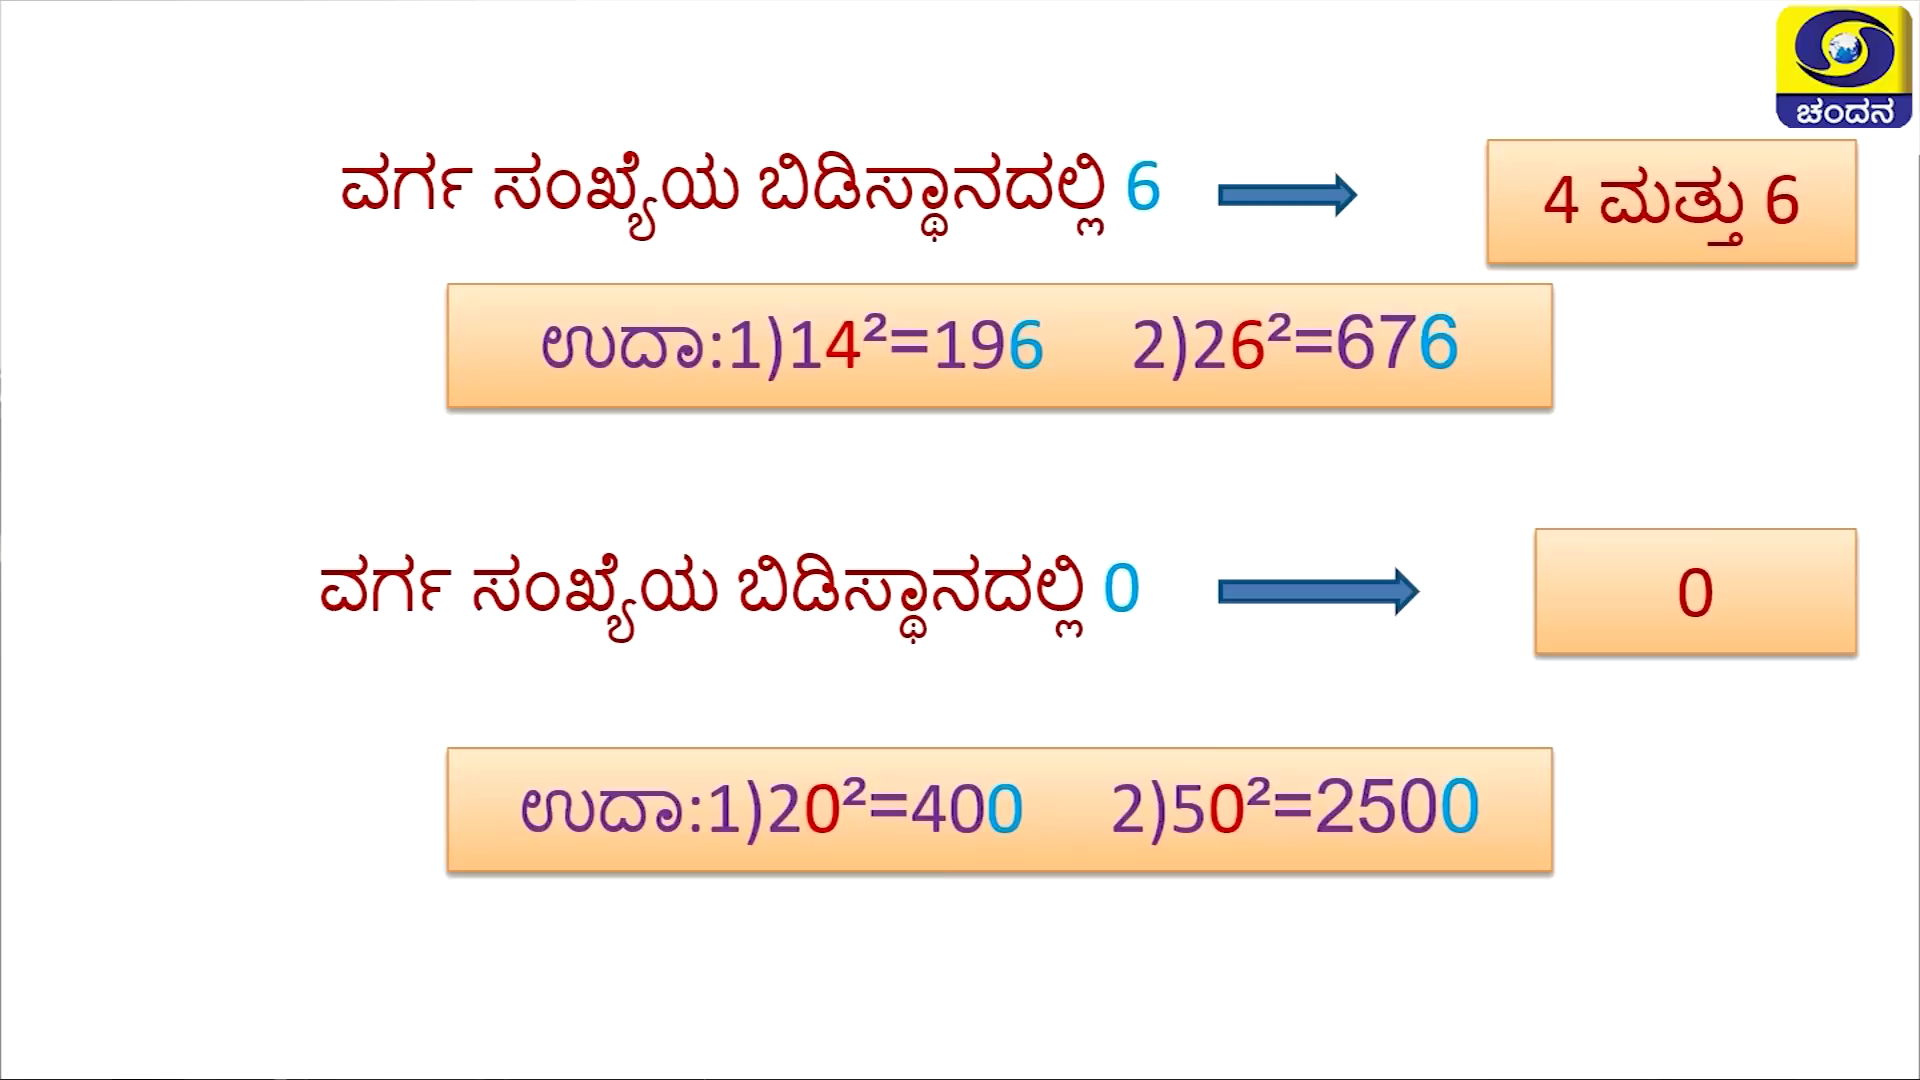 ಚಂದನ
ವರ್ಗ ಸಂಖ್ಯೆಯ ಬಿಡಿಸ್ಥಾನದಲ್ಲಿ 6
4 ಮತ್ತು 6
ಉದಾ:1)14²=196 2)26²=676
ವರ್ಗ ಸಂಖ್ಯೆಯ ಬಿಡಿಸ್ಥಾನದಲ್ಲಿ 0
0
ಉದಾ:1)20²=400 2)50²=2500